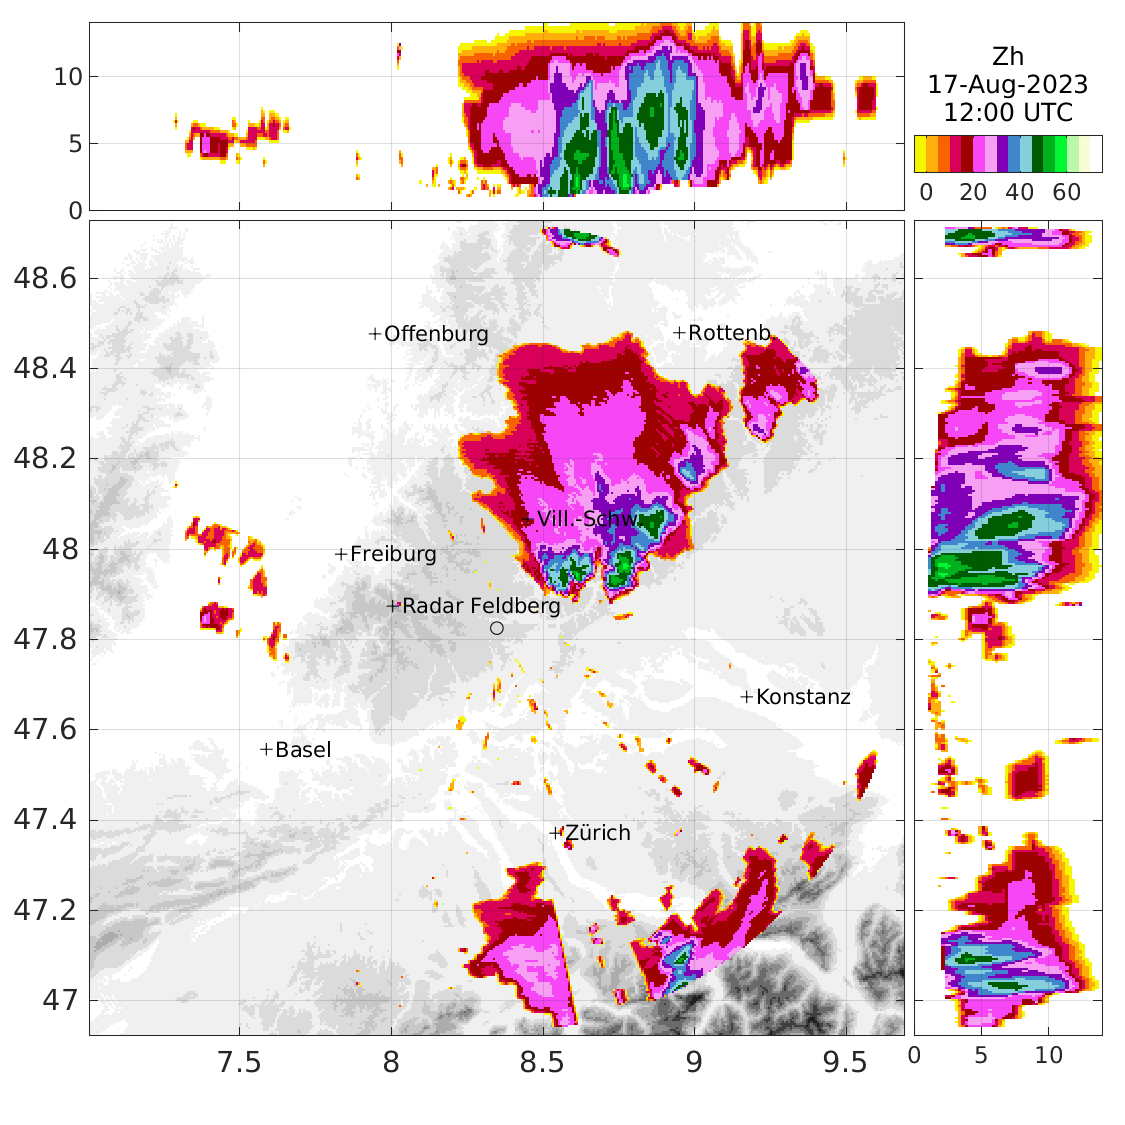 10
5
0
Zh
17-Aug-2023
12:00 UTC
0 20 40 60
48.6
48.4
48.2
48
47.8
47.6
47.4
47.2
47
Offenburg
Rottenb.
Vill.-Schw.
Freiburg
Radar Feldberg
Konstanz
Basel
Zürich
7.5 8 8.5 9 9.5
0 5 10